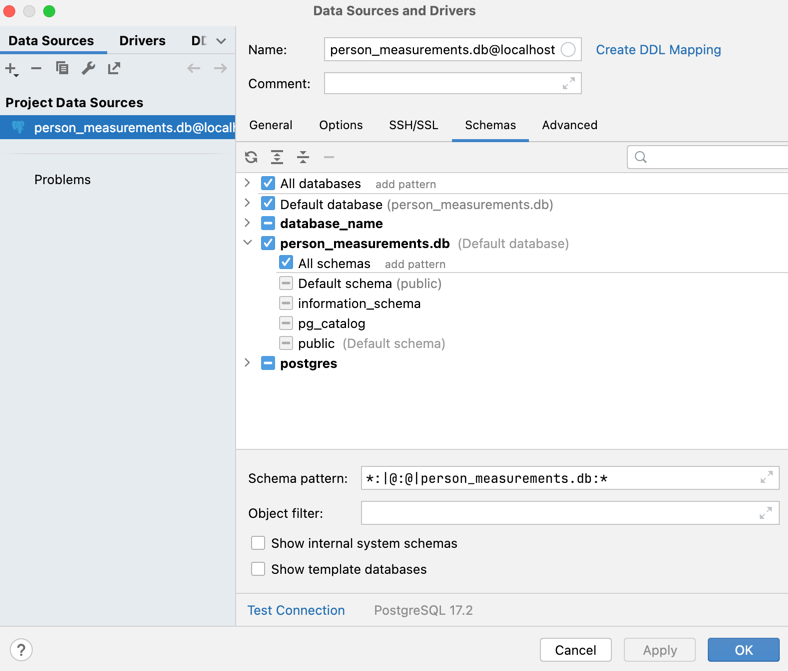 Data Sources and Drivers
Data Sources Drivers
Project Data Sources
person_measurements.db@local
Problems
Name: person_measurements.db@localhost Create DDL Mapping
Comment:
General Options SSH/SSL Schemas Advanced
All databases add pattern
Default database (person_measurements.db)
database_name
person_measurements.db (Default database)
All schemas add pattern
Default schema (public)
information_schema
pg_catalog
public (Default schema)
postgres
Schema pattern: *:|@:@|person_measurements.db:*
Object filter:
Show internal system schemas
Show template databases
Test Connection PostgreSQL 17.2
? Cancel Apply OK